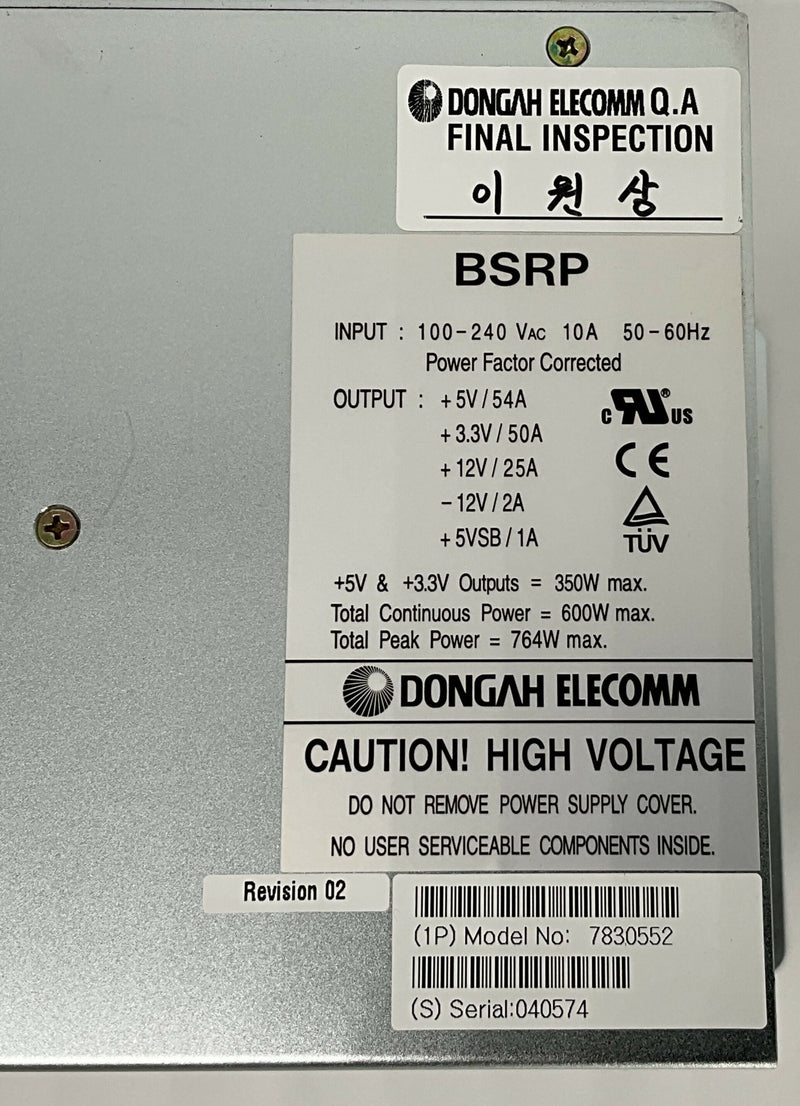 DONGAH ELECOMM Q.A
FINAL INSPECTION
이 원 상
BSRP
INPUT : 100-240 VAC 10A 50-60Hz
Power Factor Corrected
OUTPUT : +5V/54A
+3.3V/50A
+12V/25A
-12V/2A
+5VSB/1A
C RU ® US
CE
TÜV
+5V & +3.3V Outputs = 350W max.
Total Continuous Power = 600W max.
Total Peak Power = 764W max.
DONGAH ELECOMM
CAUTION! HIGH VOLTAGE
DO NOT REMOVE POWER SUPPLY COVER.
NO USER SERVICEABLE COMPONENTS INSIDE.
Revision 02
(1P) Model No: 7830552
(S) Serial:040574